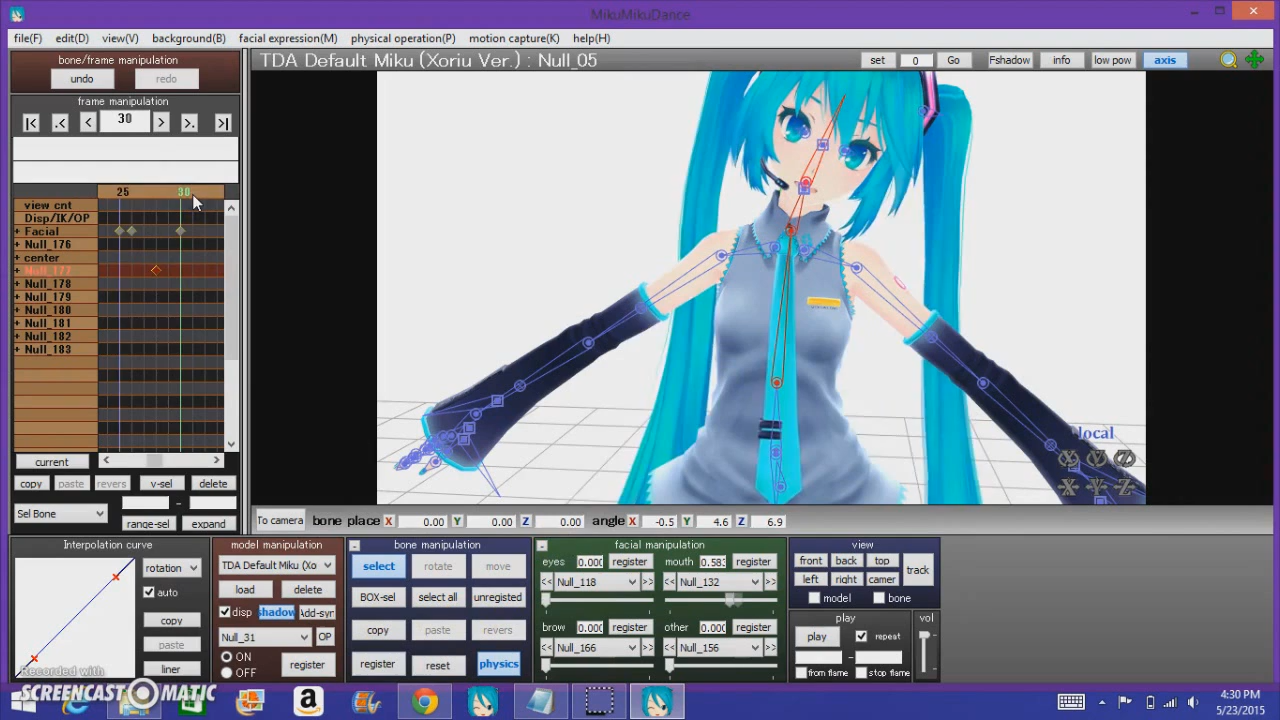 MikuMikuDance
file(F) edit(D) view(V) background(B) facial expression(M) physical operation(P) motion capture(K) help(H)
bone/frame manipulation
undo redo
frame manipulation
|< .< < 30 > >. >|
25 30
view cnt
Disp/IK/OP
+ Facial
+ Null_176
+ center
+ Null_177
+ Null_178
+ Null_179
+ Null_180
+ Null_181
+ Null_182
+ Null_183
current
copy paste revers v-sel delete
Sel Bone -
range-sel expand
TDA Default Miku (Xoriu Ver.) : Null_05
set 0 Go Fshadow info low pow axis
local
X Y Z
X Y Z
To camera bone place X 0.00 Y 0.00 Z 0.00 angle X -0.5 Y 4.6 Z 6.9
Interpolation curve
rotation
auto
copy
paste
liner
model manipulation
TDA Default Miku (Xo
load delete
disp shadow Add-syn
Null_31 OP
ON
OFF
register
- bone manipulation
select rotate move
BOX-sel select all unregisted
copy paste revers
register reset physics
- facial manipulation
eyes 0.000 register mouth 0.583 register
<< Null_118 >> << Null_132 >>
brow 0.000 register other 0.000 register
<< Null_166 >> << Null_156 >>
view
front back top
left right camer
track
model bone
play
play repeat
-
from flame stop flame
vol
Recorded with
SCREENCAST MATIC
4:30 PM
5/23/2015